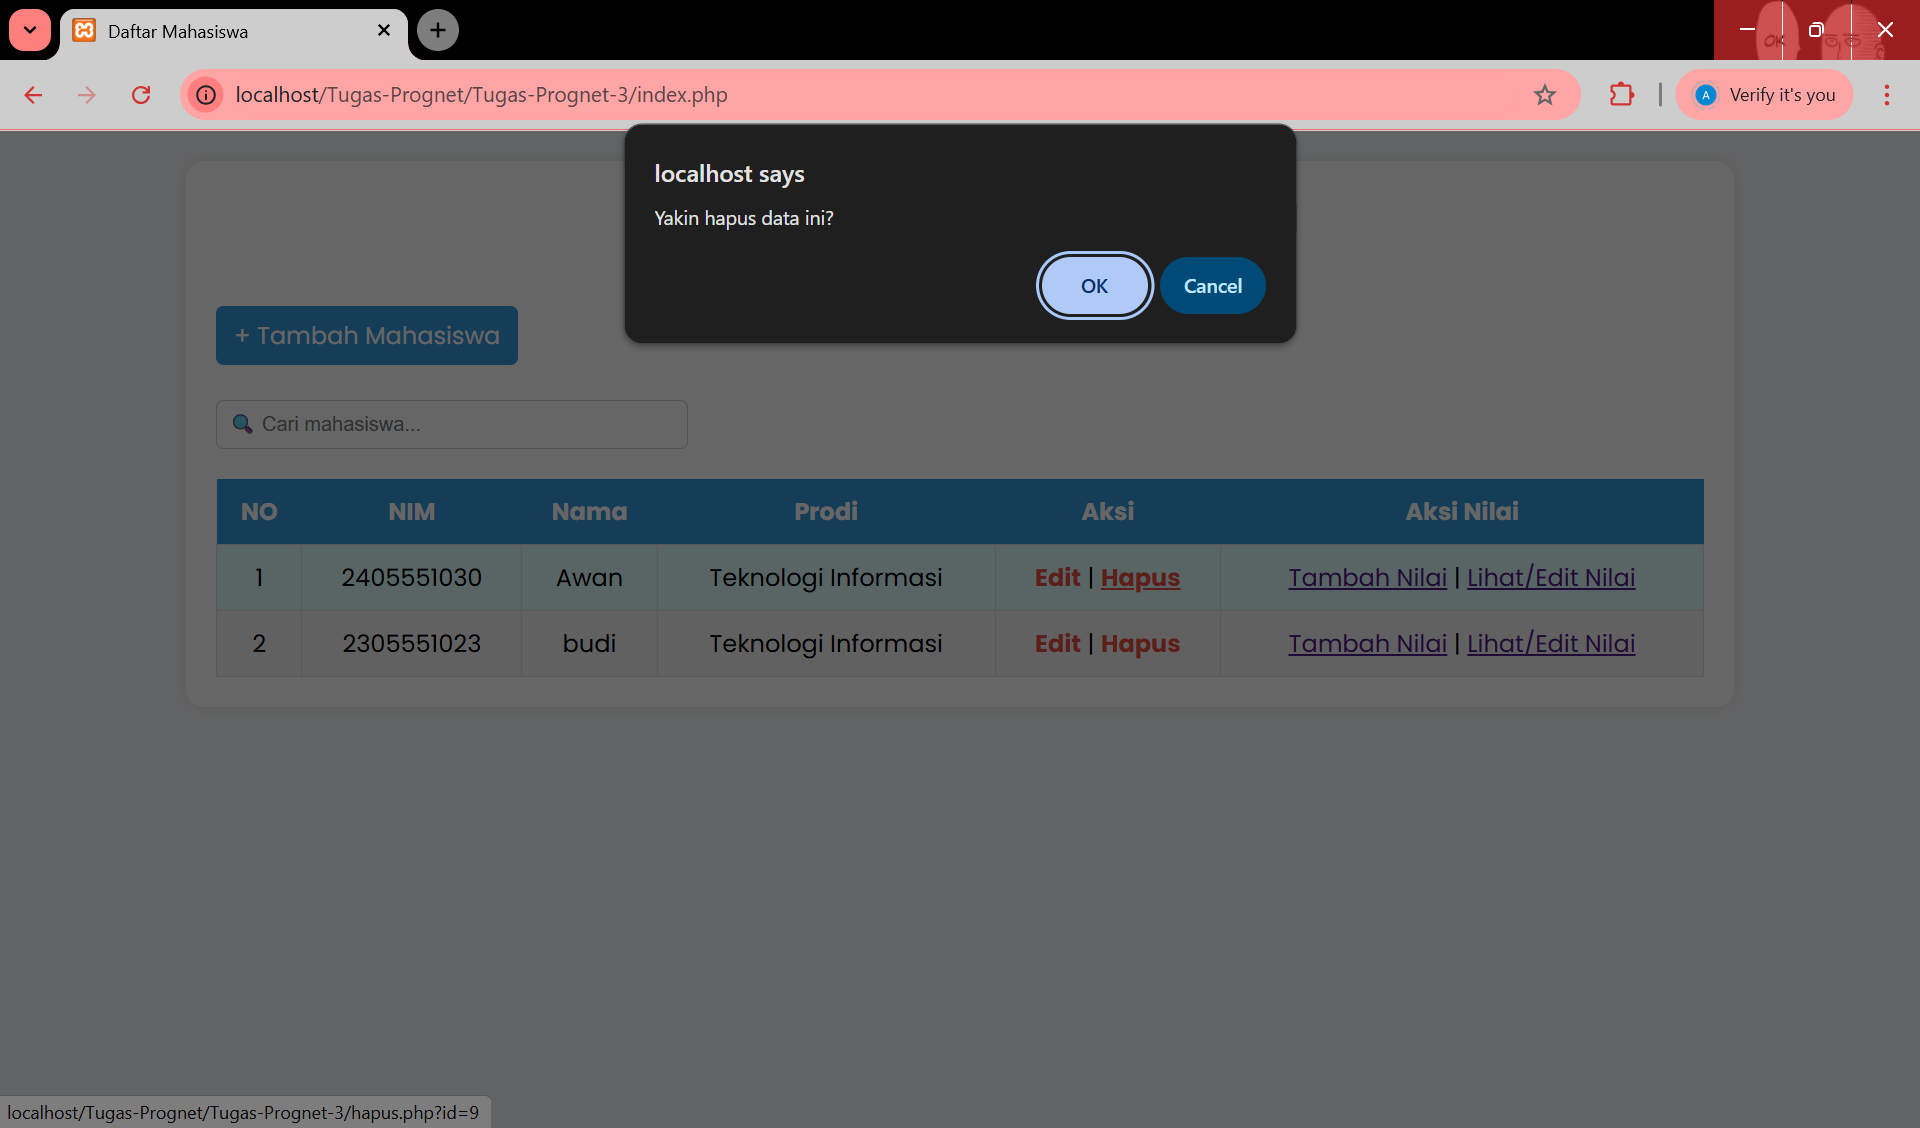 Daftar Mahasiswa
OK
localhost/Tugas-Prognet/Tugas-Prognet-3/index.php
A Verify it's you
localhost says
Yakin hapus data ini?
OK Cancel
+ Tambah Mahasiswa
🔍 Cari mahasiswa...
NO NIM Nama Prodi Aksi Aksi Nilai
1 2405551030 Awan Teknologi Informasi Edit | Hapus Tambah Nilai | Lihat/Edit Nilai
2 2305551023 budi Teknologi Informasi Edit | Hapus Tambah Nilai | Lihat/Edit Nilai
localhost/Tugas-Prognet/Tugas-Prognet-3/hapus.php?id=9